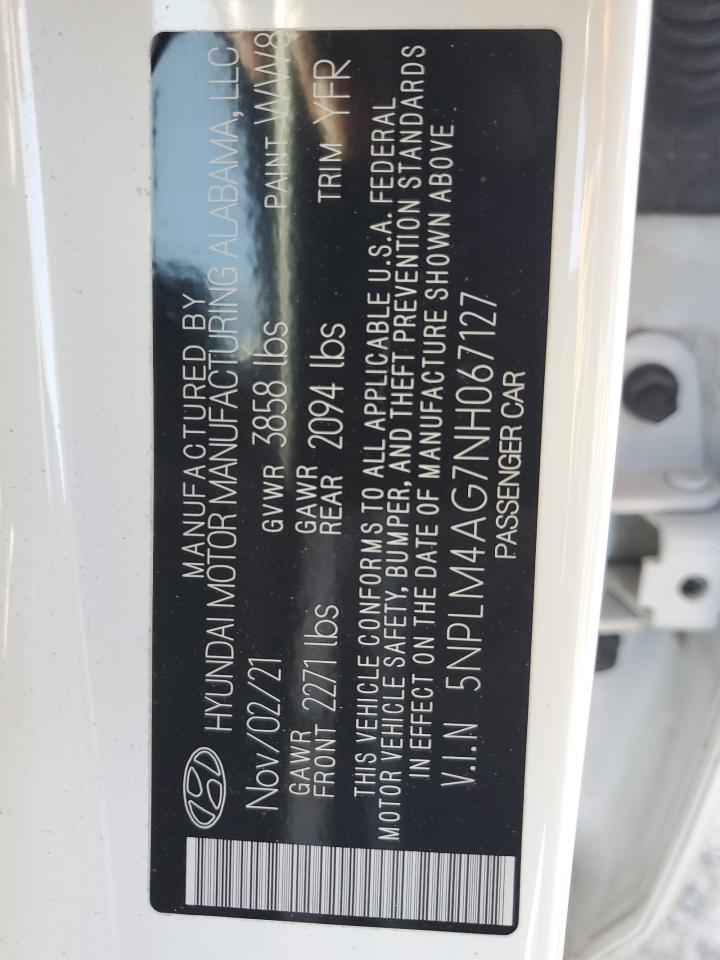 MANUFACTURED BY
HYUNDAI MOTOR MANUFACTURING ALABAMA, LLC
Nov/02/21 GVWR 3858 lbs PAINT WW8
GAWR FRONT 2271 lbs GAWR REAR 2094 lbs TRIM YFR
THIS VEHICLE CONFORMS TO ALL APPLICABLE U.S.A. FEDERAL
MOTOR VEHICLE SAFETY, BUMPER, AND THEFT PREVENTION STANDARDS
IN EFFECT ON THE DATE OF MANUFACTURE SHOWN ABOVE
V.I.N 5NPLM4AG7NH067127
PASSENGER CAR